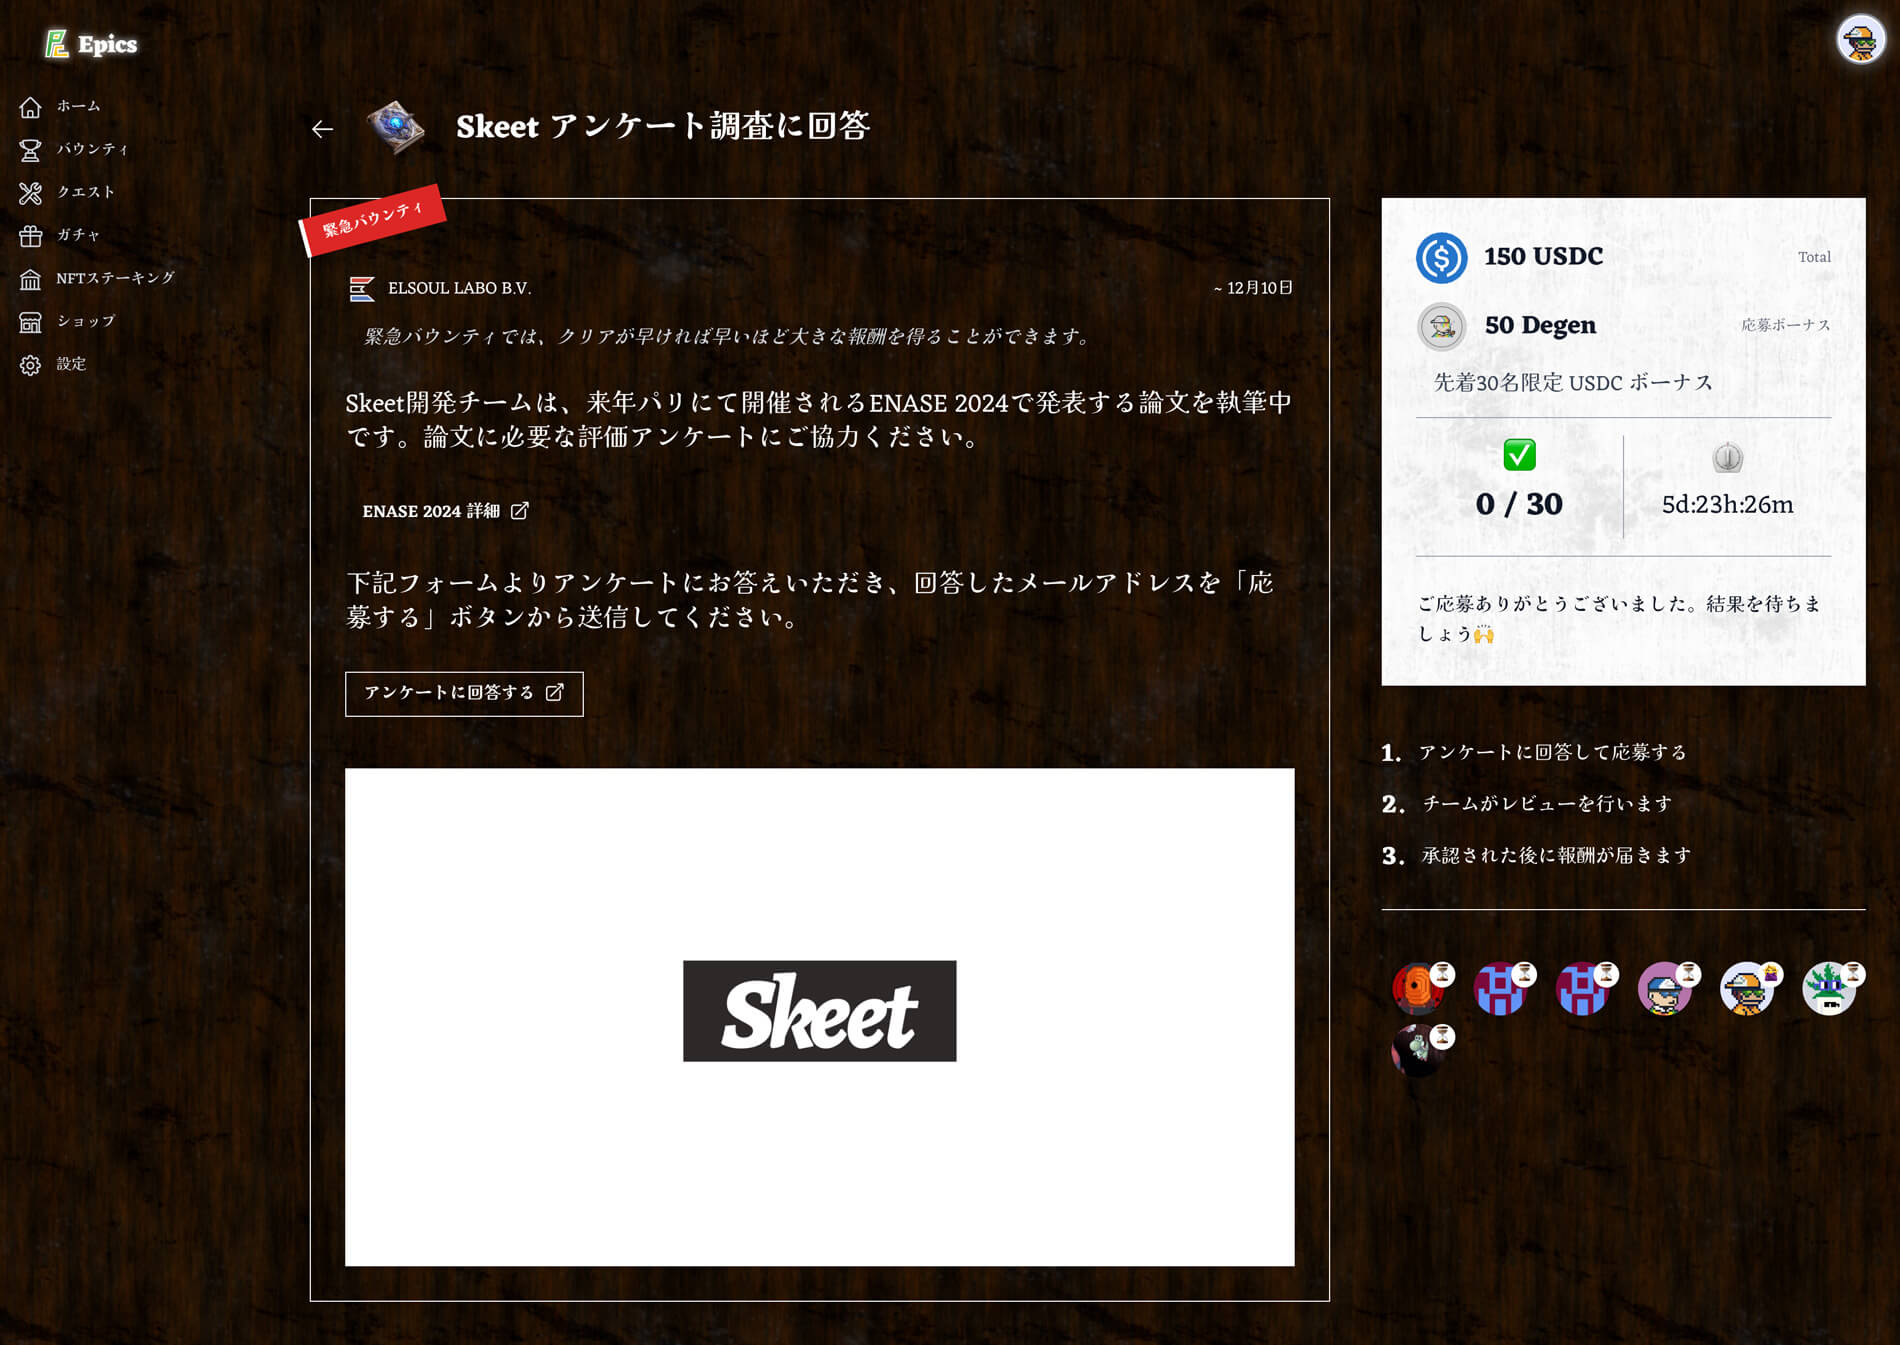 Epics
ホーム
バウンティ
クエスト
ガチャ
NFTステーキング
ショップ
設定
Skeet アンケート調査に回答
緊急バウンティ
ELSOUL LABO B.V.
~ 12月10日
緊急バウンティでは、クリアが早ければ早いほど大きな報酬を得ることができます。
Skeet開発チームは、来年パリにて開催されるENASE 2024で発表する論文を執筆中
です。論文に必要な評価アンケートにご協力ください。
ENASE 2024 詳細
下記フォームよりアンケートにお答えいただき、回答したメールアドレスを「応
募する」ボタンから送信してください。
アンケートに回答する
Skeet
150 USDC
Total
50 Degen
応募ボーナス
先着30名限定 USDC ボーナス
0 / 30
5d:23h:26m
ご応募ありがとうございました。結果を待ちま
しょう🙌
1. アンケートに回答して応募する
2. チームがレビューを行います
3. 承認された後に報酬が届きます